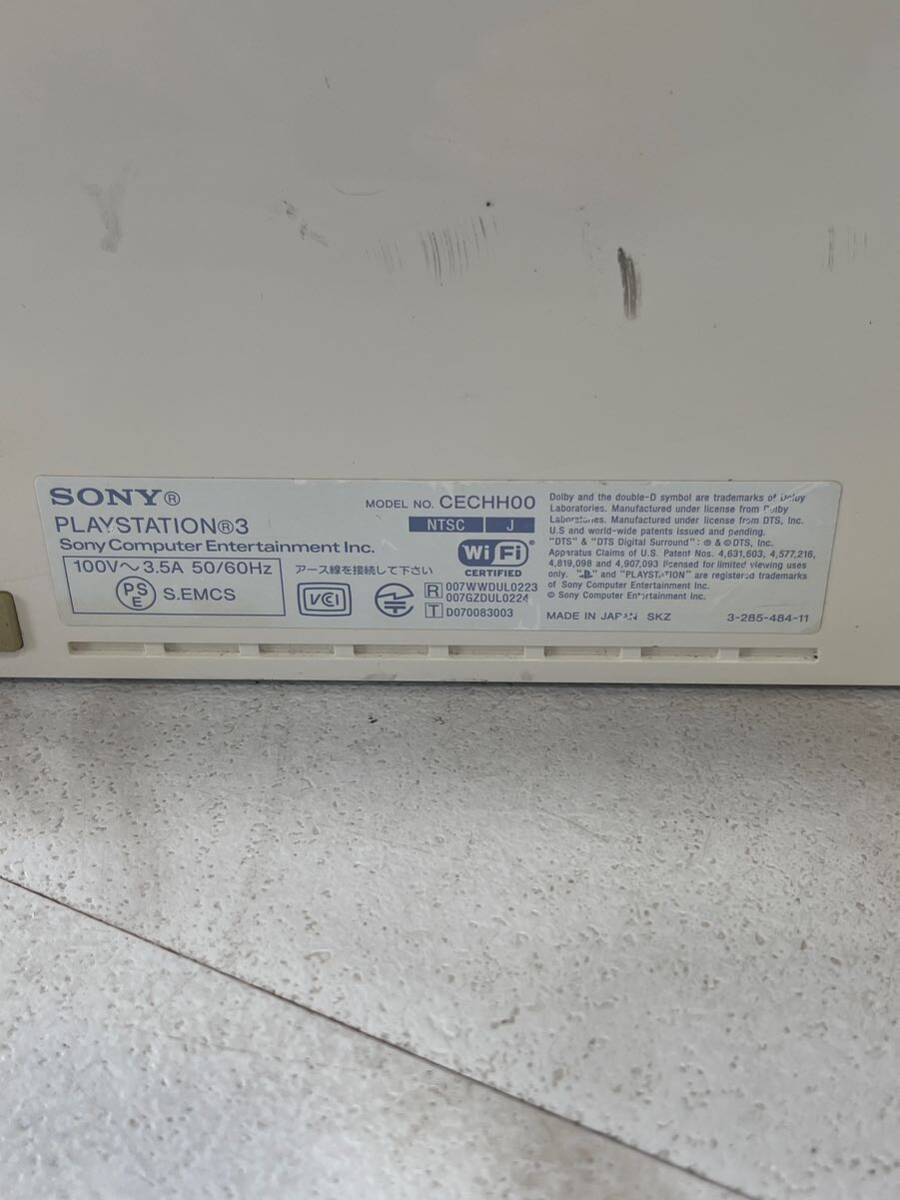 SONY®
PLAYSTATION®3
Sony Computer Entertainment Inc.
100V～3.5A 50/60Hz
PS
E
S.EMCS
MODEL NO. CECHH00
NTSC J
Wi Fi
CERTIFIED
アース線を接続して下さい
VCI
R 007WWDUL0223
007GZDUL0224
T D070083003
Dolby and the double-D symbol are trademarks of
Laboratories. Manufactured under license from
Manufactured under license from DTS, Inc.
U.S and world-wide patents issued and pending.
"DTS" & "DTS Digital Surround": ℗ & © DTS, Inc.
Apparatus Claims of U.S. Patent Nos. 4,631,603, 4,577,216,
4,819,098 and 4,907,093 licensed for limited viewing uses
only. and "PLAYSTATION" are registered trademarks
of Sony Computer Entertainment Inc.
© Sony Computer Entertainment Inc.
MADE IN JAPAN SKZ 3-285-484-11